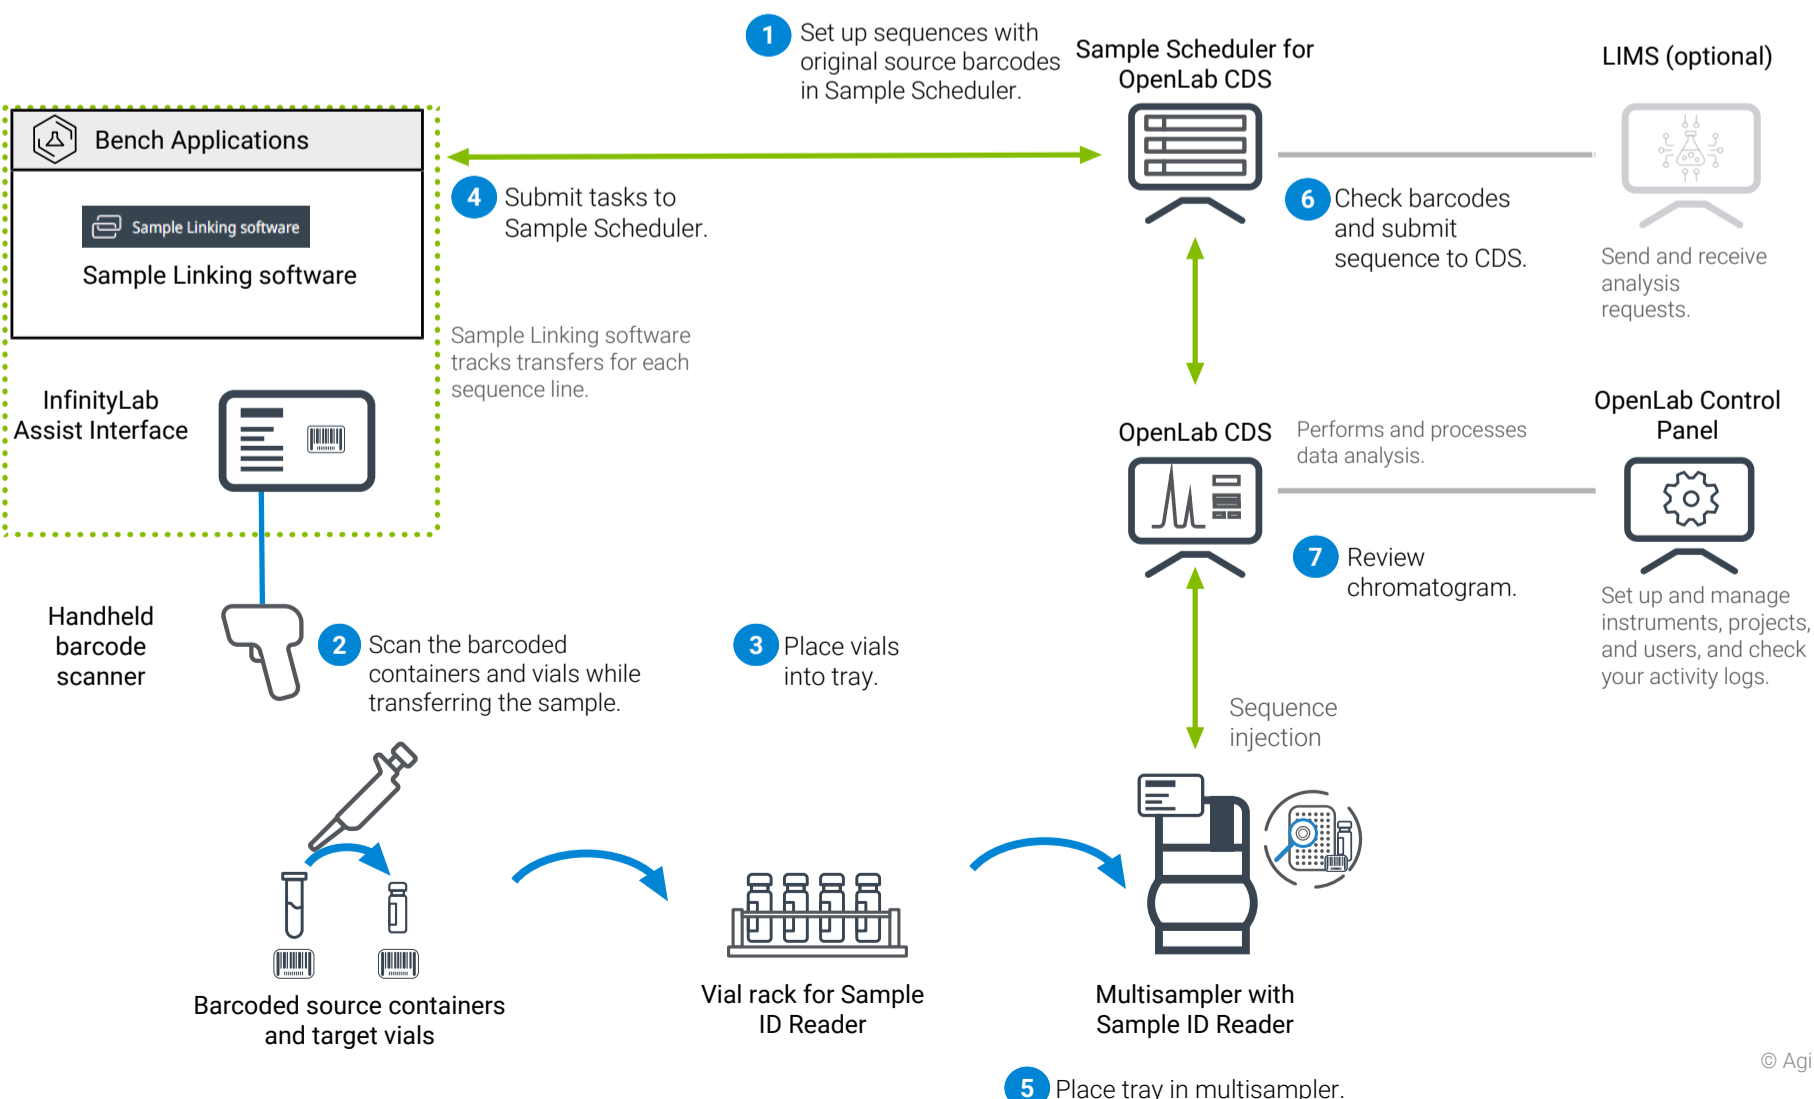 1
Set up sequences with
original source barcodes
in Sample Scheduler.
Sample Scheduler for
OpenLab CDS
LIMS (optional)
Bench Applications
Sample Linking software
Sample Linking software
4
Submit tasks to
Sample Scheduler.
6
Check barcodes
and submit
sequence to CDS.
Send and receive
analysis
requests.
Sample Linking software
tracks transfers for each
sequence line.
InfinityLab
Assist Interface
OpenLab CDS
Performs and processes
data analysis.
OpenLab Control
Panel
7
Review
chromatogram.
Set up and manage
instruments, projects,
and users, and check
your activity logs.
Handheld
barcode
scanner
2
Scan the barcoded
containers and vials while
transferring the sample.
3
Place vials
into tray.
Sequence
injection
Barcoded source containers
and target vials
Vial rack for Sample
ID Reader
Multisampler with
Sample ID Reader
5
Place tray in multisampler.
© Agi